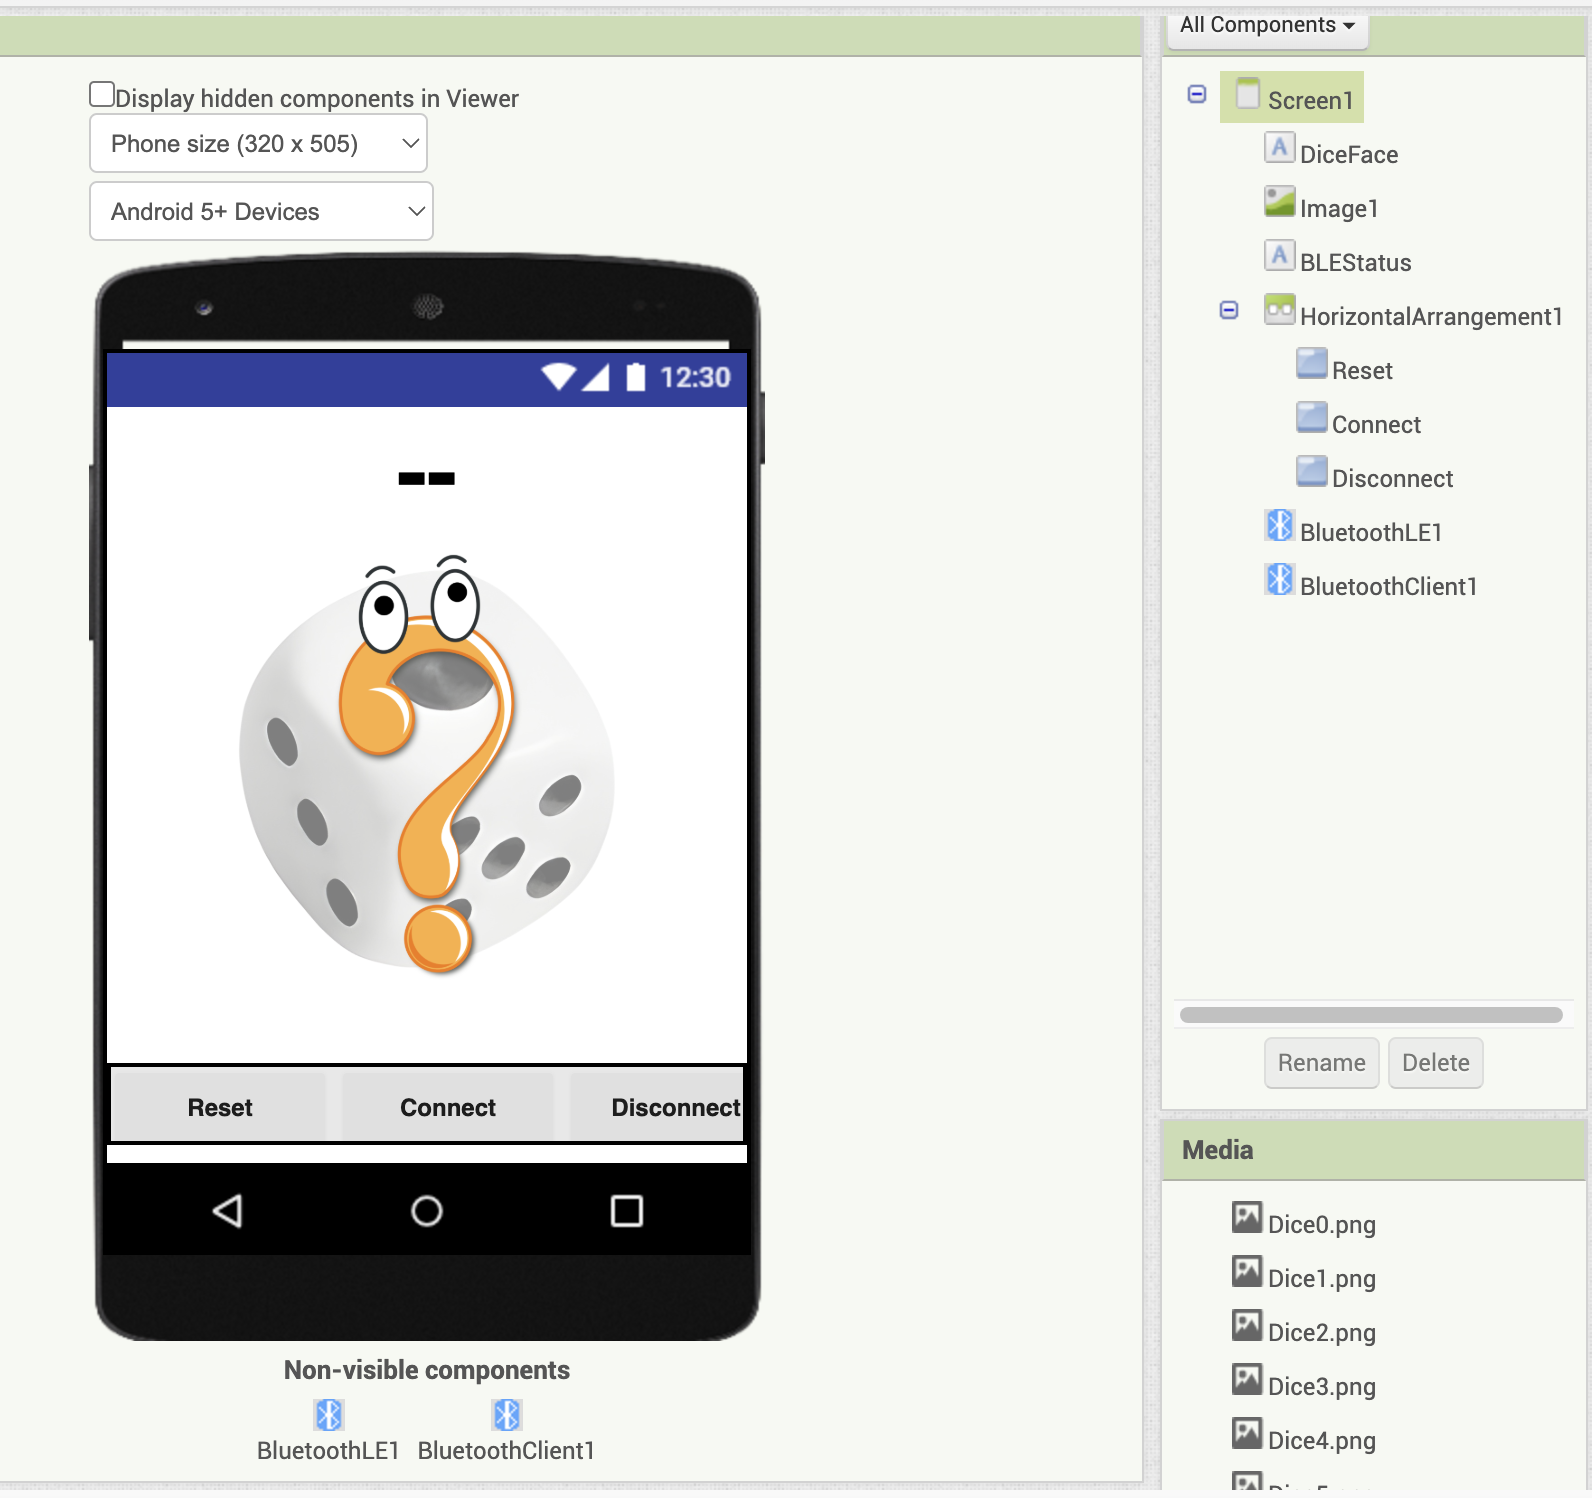 Display hidden components in Viewer
Phone size (320 x 505)
Android 5+ Devices
12:30
--
Reset
Connect
Disconnect
Non-visible components
BluetoothLE1
BluetoothClient1
All Components
Screen1
DiceFace
Image1
BLEStatus
HorizontalArrangement1
Reset
Connect
Disconnect
BluetoothLE1
BluetoothClient1
Rename
Delete
Media
Dice0.png
Dice1.png
Dice2.png
Dice3.png
Dice4.png